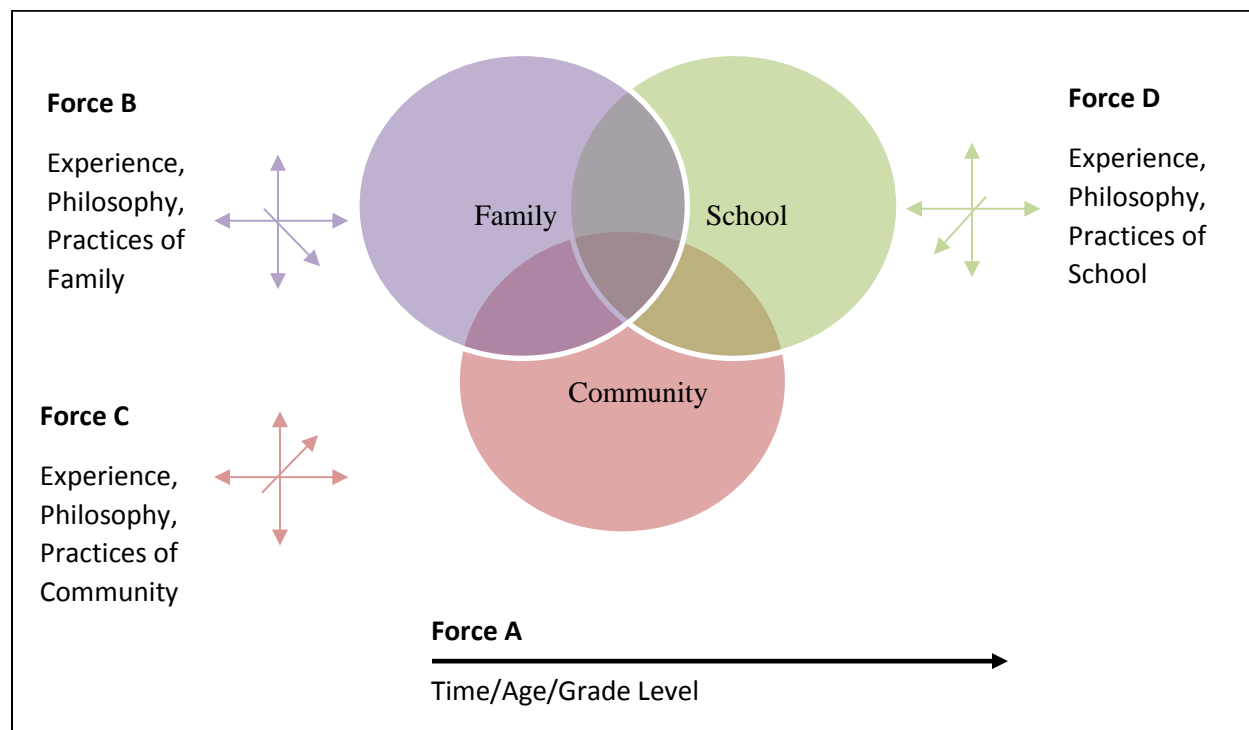 Force B
Experience,
Philosophy,
Practices of
Family
Family
School
Community
Force D
Experience,
Philosophy,
Practices of
School
Force C
Experience,
Philosophy,
Practices of
Community
Force A
Time/Age/Grade Level